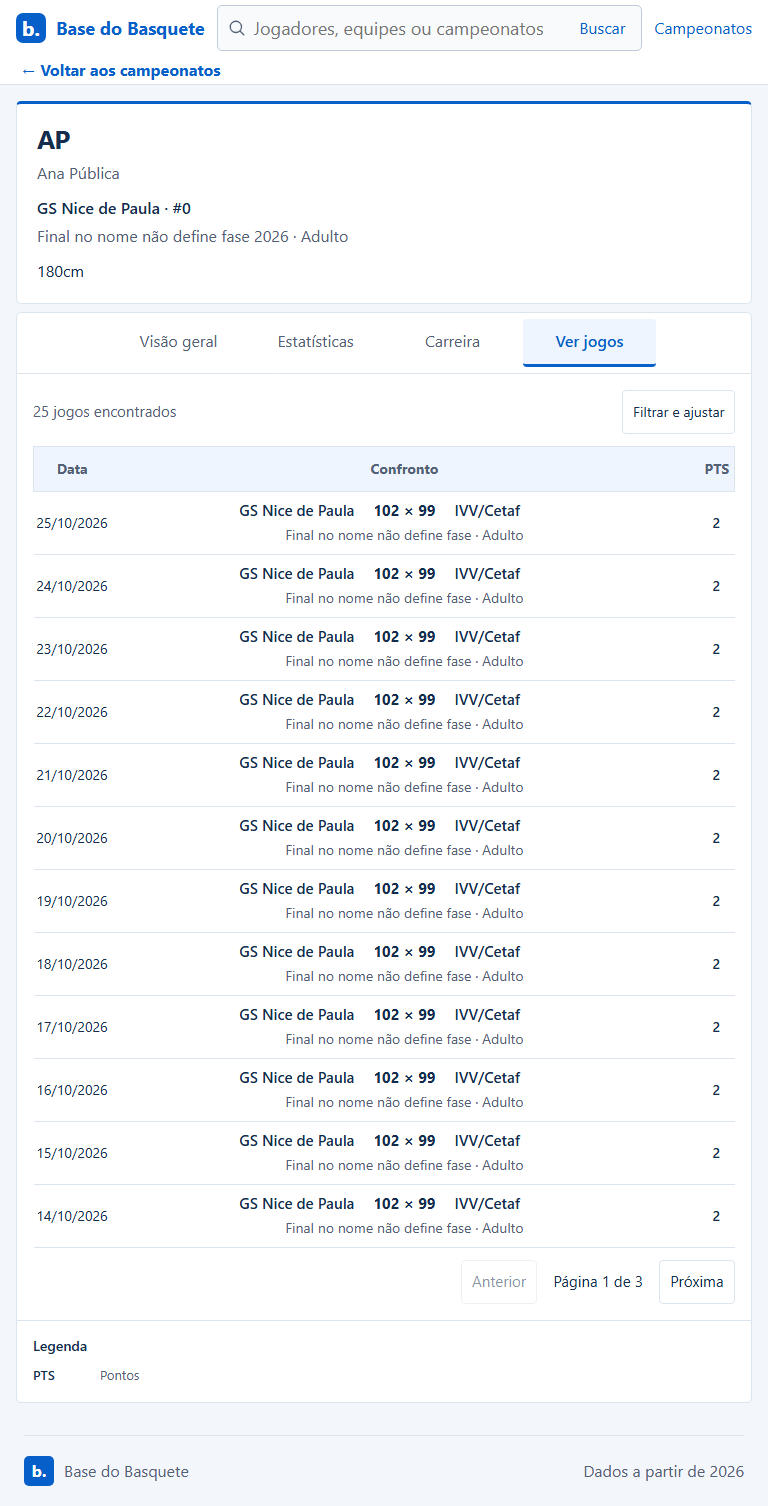 b. Base do Basquete Jogadores, equipes ou campeonatos Buscar Campeonatos
← Voltar aos campeonatos
AP
Ana Pública
GS Nice de Paula · #0
Final no nome não define fase 2026 · Adulto
180cm
Visão geral Estatísticas Carreira Ver jogos
25 jogos encontrados Filtrar e ajustar
Data Confronto PTS
25/10/2026 GS Nice de Paula 102 × 99 IVV/Cetaf 2
Final no nome não define fase · Adulto
24/10/2026 GS Nice de Paula 102 × 99 IVV/Cetaf 2
Final no nome não define fase · Adulto
23/10/2026 GS Nice de Paula 102 × 99 IVV/Cetaf 2
Final no nome não define fase · Adulto
22/10/2026 GS Nice de Paula 102 × 99 IVV/Cetaf 2
Final no nome não define fase · Adulto
21/10/2026 GS Nice de Paula 102 × 99 IVV/Cetaf 2
Final no nome não define fase · Adulto
20/10/2026 GS Nice de Paula 102 × 99 IVV/Cetaf 2
Final no nome não define fase · Adulto
19/10/2026 GS Nice de Paula 102 × 99 IVV/Cetaf 2
Final no nome não define fase · Adulto
18/10/2026 GS Nice de Paula 102 × 99 IVV/Cetaf 2
Final no nome não define fase · Adulto
17/10/2026 GS Nice de Paula 102 × 99 IVV/Cetaf 2
Final no nome não define fase · Adulto
16/10/2026 GS Nice de Paula 102 × 99 IVV/Cetaf 2
Final no nome não define fase · Adulto
15/10/2026 GS Nice de Paula 102 × 99 IVV/Cetaf 2
Final no nome não define fase · Adulto
14/10/2026 GS Nice de Paula 102 × 99 IVV/Cetaf 2
Final no nome não define fase · Adulto
Anterior Página 1 de 3 Próxima
Legenda
PTS Pontos
b. Base do Basquete Dados a partir de 2026